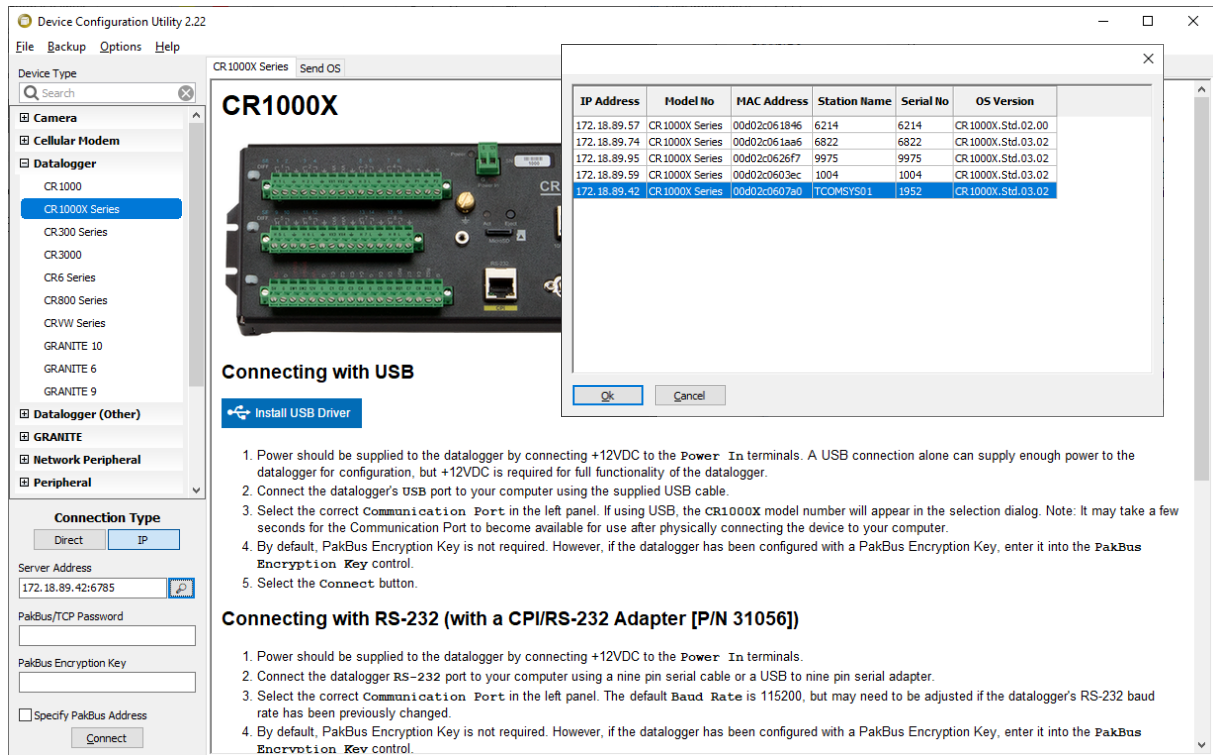 Device Configuration Utility 2.22
File Backup Options Help
Device Type
Search
Camera
Cellular Modem
Datalogger
CR1000
CR1000X Series
CR300 Series
CR3000
CR6 Series
CR800 Series
CRVW Series
GRANITE 10
GRANITE 6
GRANITE 9
Datalogger (Other)
GRANITE
Network Peripheral
Peripheral
Connection Type
Direct IP
Server Address
172.18.89.42:6785
PakBus/TCP Password
PakBus Encryption Key
Specify PakBus Address
Connect
CR1000X Series Send OS
CR1000X
CR
Connecting with USB
Install USB Driver
1. Power should be supplied to the datalogger by connecting +12VDC to the Power In terminals. A USB connection alone can supply enough power to the
datalogger for configuration, but +12VDC is required for full functionality of the datalogger.
2. Connect the datalogger's USB port to your computer using the supplied USB cable.
3. Select the correct Communication Port in the left panel. If using USB, the CR1000X model number will appear in the selection dialog. Note: It may take a few
seconds for the Communication Port to become available for use after physically connecting the device to your computer.
4. By default, PakBus Encryption Key is not required. However, if the datalogger has been configured with a PakBus Encryption Key, enter it into the PakBus
Encryption Key control.
5. Select the Connect button.
Connecting with RS-232 (with a CPI/RS-232 Adapter [P/N 31056])
1. Power should be supplied to the datalogger by connecting +12VDC to the Power In terminals.
2. Connect the datalogger RS-232 port to your computer using a nine pin serial cable or a USB to nine pin serial adapter.
3. Select the correct Communication Port in the left panel. The default Baud Rate is 115200, but may need to be adjusted if the datalogger's RS-232 baud
rate has been previously changed.
4. By default, PakBus Encryption Key is not required. However, if the datalogger has been configured with a PakBus Encryption Key, enter it into the PakBus
Encryption Key control.
IP Address Model No MAC Address Station Name Serial No OS Version
172.18.89.57 CR1000X Series 00d02c061846 6214 6214 CR1000X.Std.02.00
172.18.89.74 CR1000X Series 00d02c061aa6 6822 6822 CR1000X.Std.03.02
172.18.89.95 CR1000X Series 00d02c0626f7 9975 9975 CR1000X.Std.03.02
172.18.89.59 CR1000X Series 00d02c0603ec 1004 1004 CR1000X.Std.03.02
172.18.89.42 CR1000X Series 00d02c0607a0 TCOMSYS01 1952 CR1000X.Std.03.02
Ok Cancel